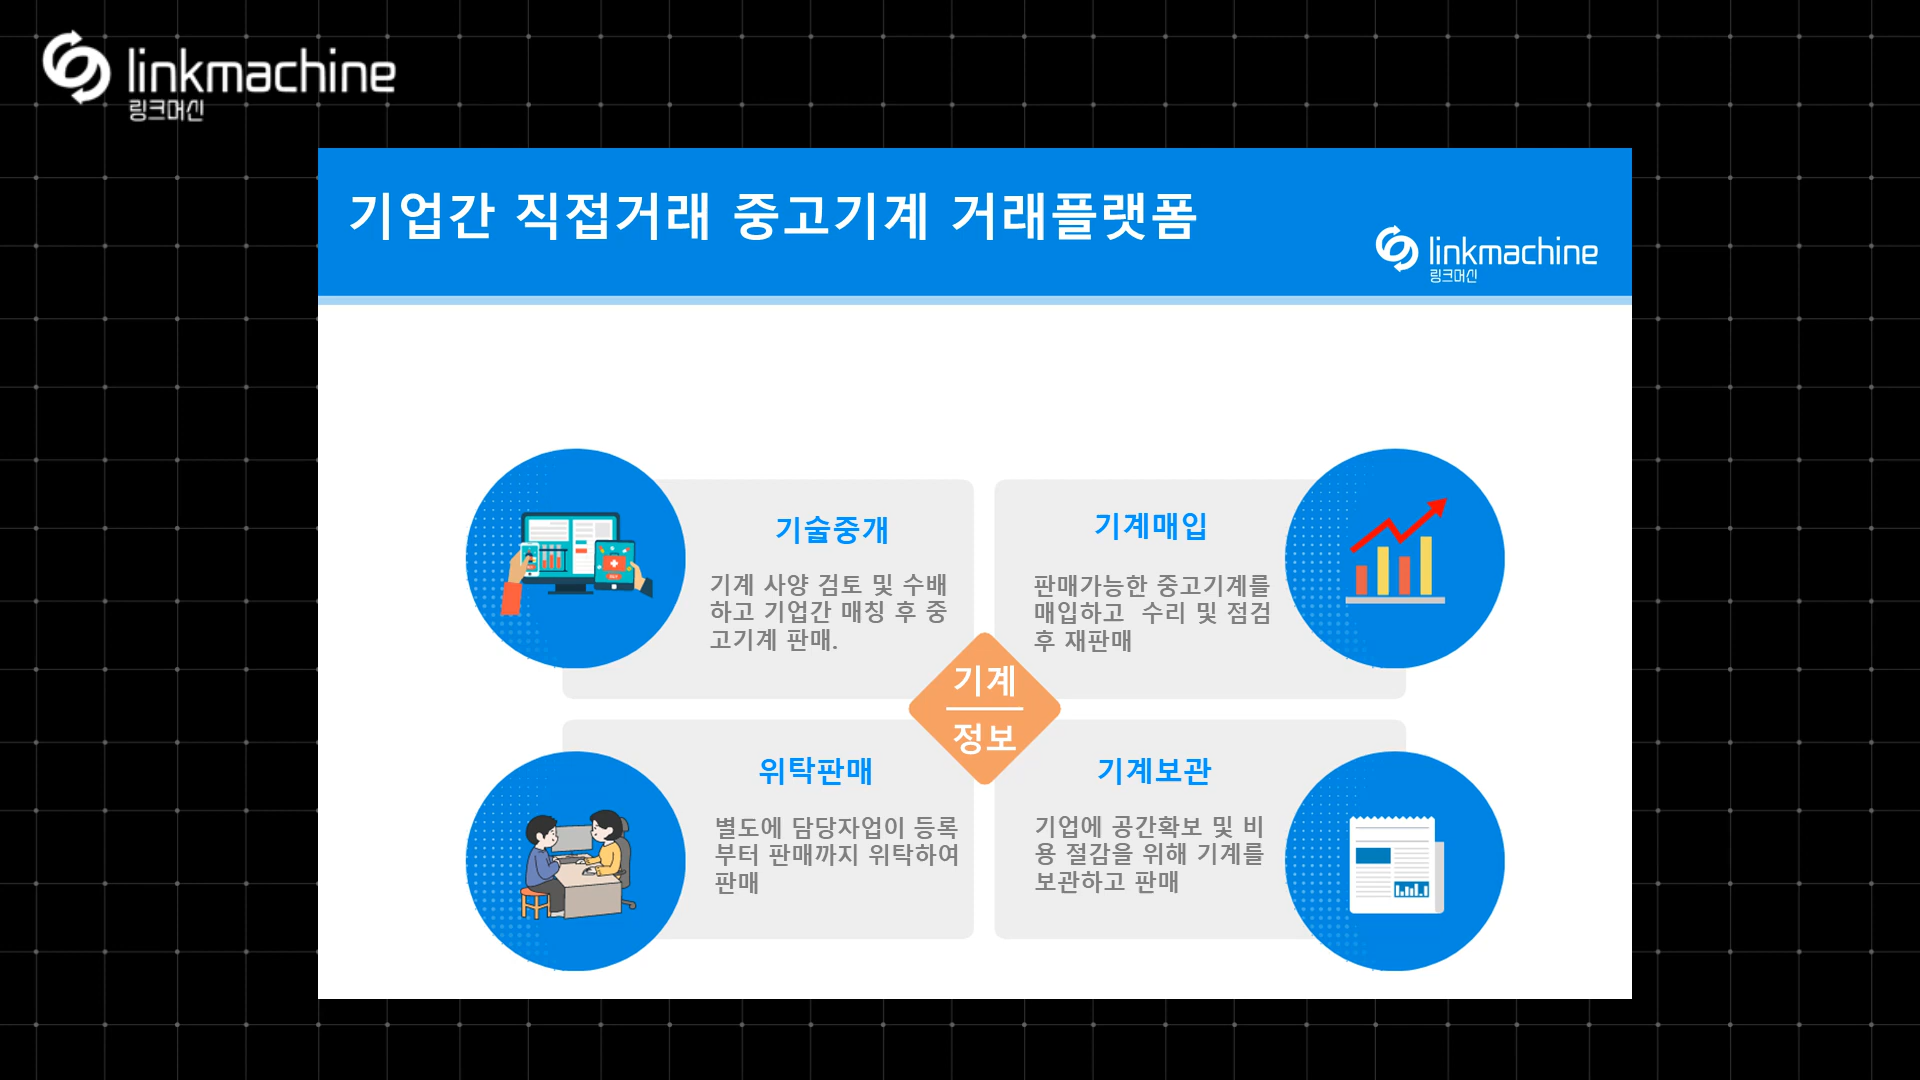 linkmachine
링크머신
기업간 직접거래 중고기계 거래플랫폼
linkmachine
링크머신
기술중개
기계 사양 검토 및 수배
하고 기업간 매칭 후 중
고기계 판매.
기계매입
판매가능한 중고기계를
매입하고 수리 및 점검
후 재판매
기계
정보
위탁판매
별도에 담당자업이 등록
부터 판매까지 위탁하여
판매
기계보관
기업에 공간확보 및 비
용 절감을 위해 기계를
보관하고 판매